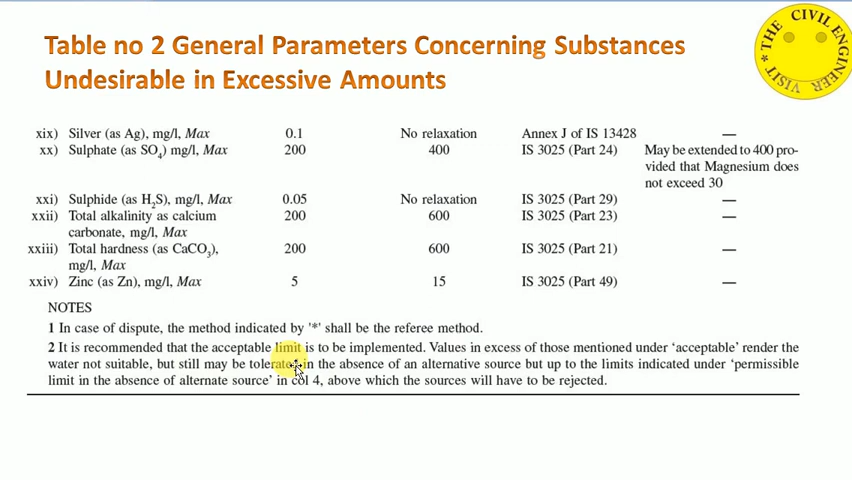 Table no 2 General Parameters Concerning Substances
Undesirable in Excessive Amounts
THE CIVIL ENGINEER
VISIT *
xix) Silver (as Ag), mg/l, Max 0.1 No relaxation Annex J of IS 13428 —
xx) Sulphate (as SO4) mg/l, Max 200 400 IS 3025 (Part 24) May be extended to 400 pro-
vided that Magnesium does
not exceed 30
xxi) Sulphide (as H2S), mg/l, Max 0.05 No relaxation IS 3025 (Part 29) —
xxii) Total alkalinity as calcium 200 600 IS 3025 (Part 23) —
carbonate, mg/l, Max
xxiii) Total hardness (as CaCO3), 200 600 IS 3025 (Part 21) —
mg/l, Max
xxiv) Zinc (as Zn), mg/l, Max 5 15 IS 3025 (Part 49) —
NOTES
1 In case of dispute, the method indicated by '*' shall be the referee method.
2 It is recommended that the acceptable limit is to be implemented. Values in excess of those mentioned under ‘acceptable’ render the
water not suitable, but still may be tolerated in the absence of an alternative source but up to the limits indicated under ‘permissible
limit in the absence of alternate source’ in col 4, above which the sources will have to be rejected.